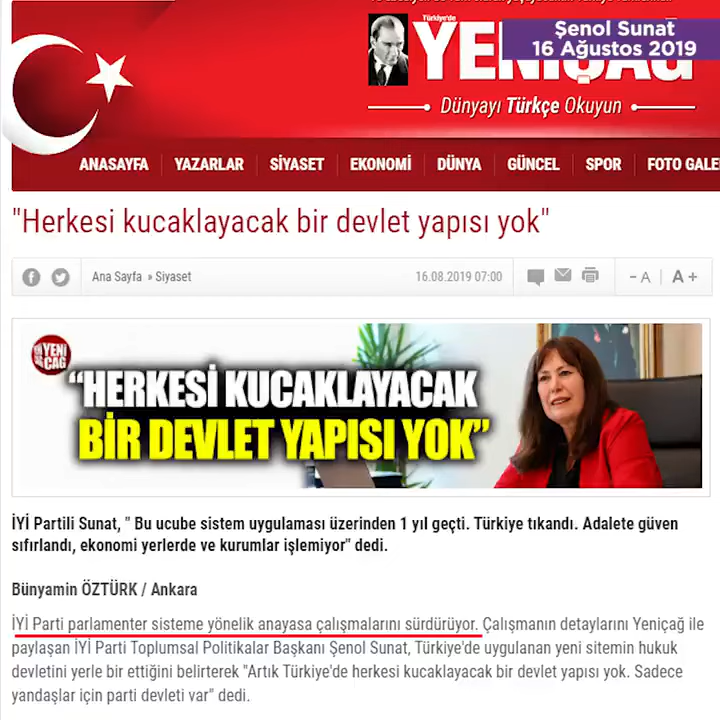 Türkiye'de
YENİÇAĞ
Şenol Sunat
16 Ağustos 2019
Dünyayı Türkçe Okuyun
ANASAYFA YAZARLAR SİYASET EKONOMİ DÜNYA GÜNCEL SPOR FOTO GALE
"Herkesi kucaklayacak bir devlet yapısı yok"
Ana Sayfa » Siyaset 16.08.2019 07:00 - A A +
YENİ
ÇAĞ
"HERKESİ KUCAKLAYACAK
BİR DEVLET YAPISI YOK"
İYİ Partili Sunat, " Bu ucube sistem uygulaması üzerinden 1 yıl geçti. Türkiye tıkandı. Adalete güven
sıfırlandı, ekonomi yerlerde ve kurumlar işlemiyor" dedi.
Bünyamin ÖZTÜRK / Ankara
İYİ Parti parlamenter sisteme yönelik anayasa çalışmalarını sürdürüyor. Çalışmanın detaylarını Yeniçağ ile
paylaşan İYİ Parti Toplumsal Politikalar Başkanı Şenol Sunat, Türkiye'de uygulanan yeni sitemin hukuk
devletini yerle bir ettiğini belirterek "Artık Türkiye'de herkesi kucaklayacak bir devlet yapısı yok. Sadece
yandaşlar için parti devleti var" dedi.